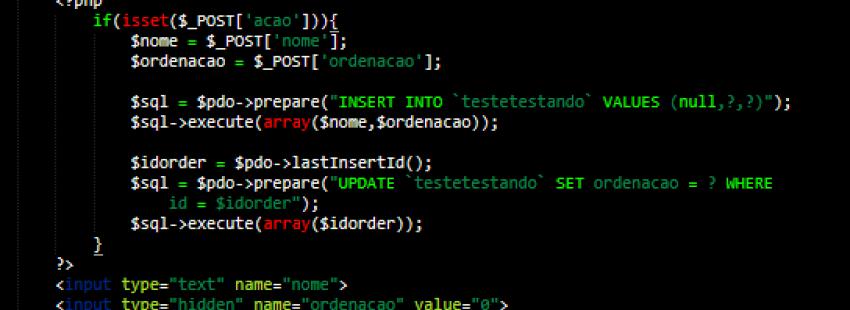 <?php
if(isset($_POST['acao'])){
$nome = $_POST['nome'];
$ordenacao = $_POST['ordenacao'];
$sql = $pdo->prepare("INSERT INTO `testetestando` VALUES (null,?,?)");
$sql->execute(array($nome,$ordenacao));
$idorder = $pdo->lastInsertId();
$sql = $pdo->prepare("UPDATE `testetestando` SET ordenacao = ? WHERE
id = $idorder");
$sql->execute(array($idorder));
}
?>
<input type="text" name="nome">
<input type="hidden" name="ordenacao" value="0">